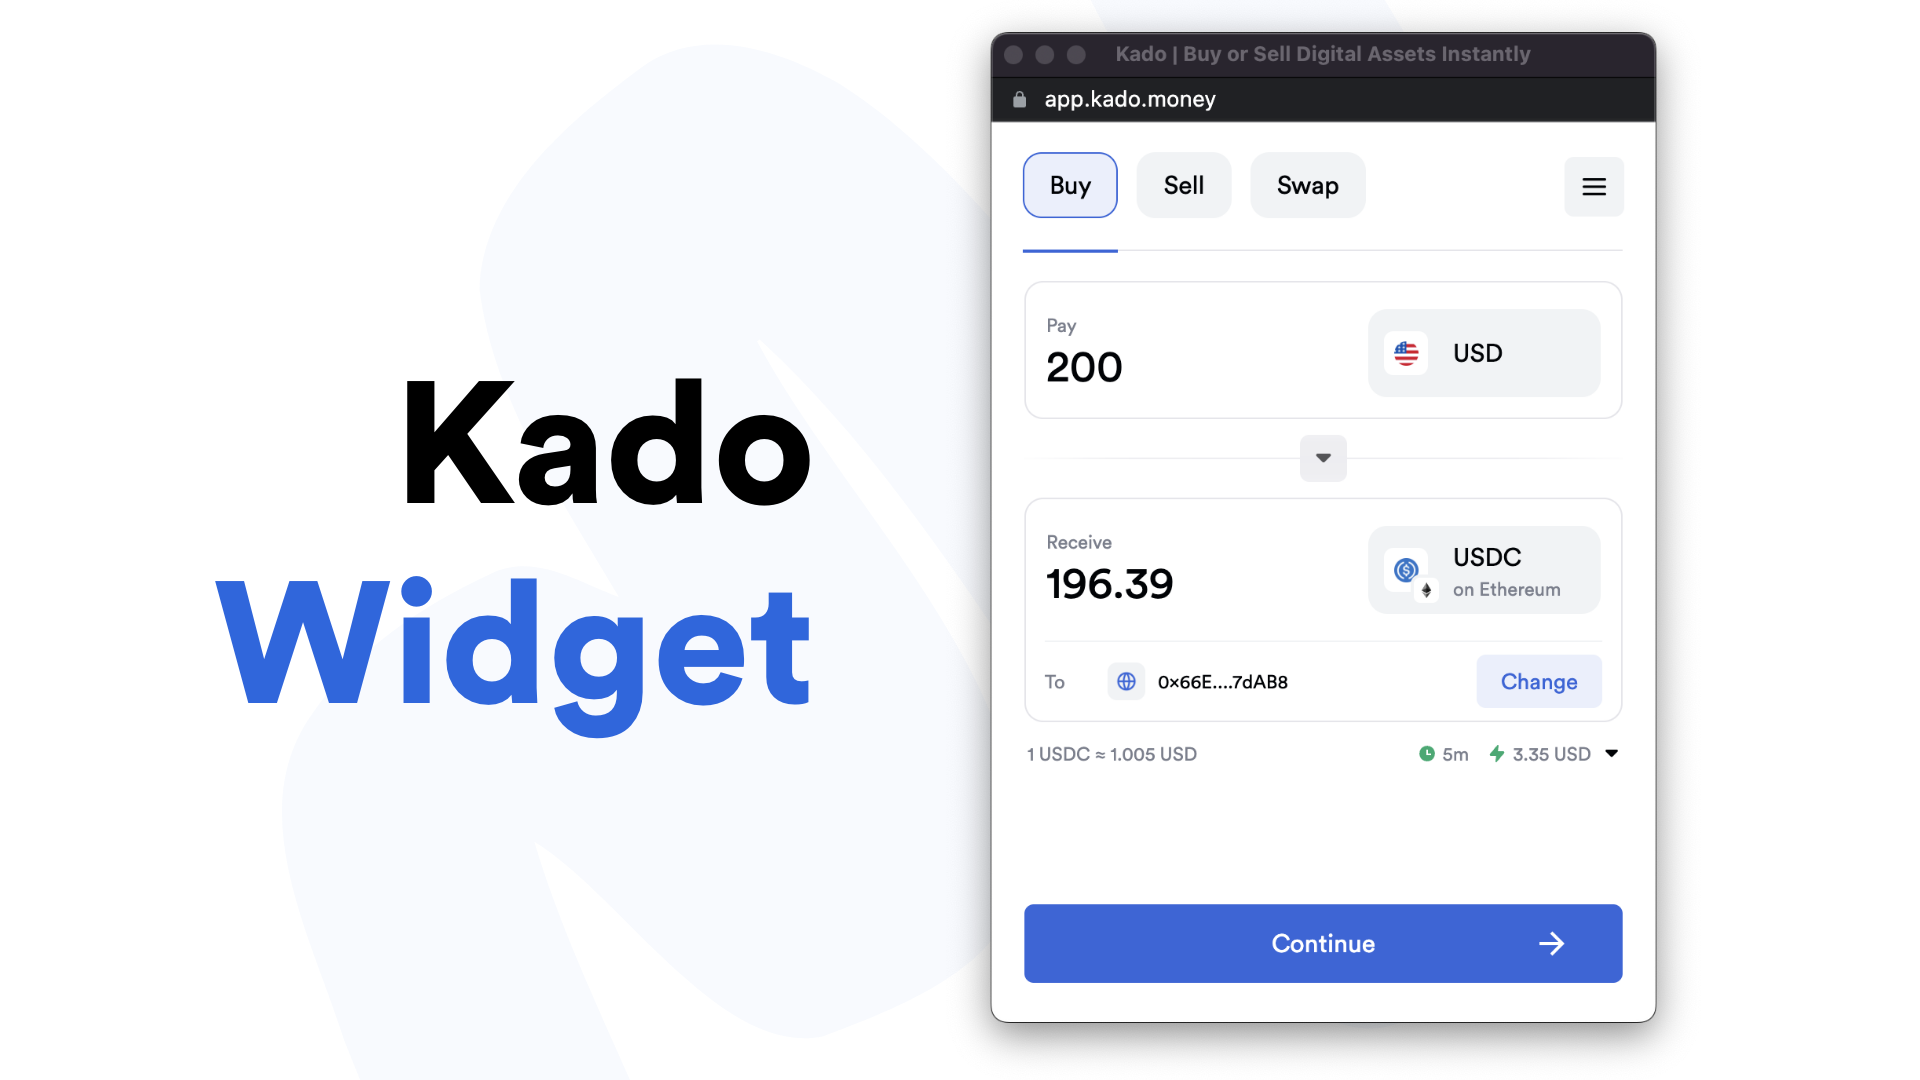 Kado
Widget
Kado | Buy or Sell Digital Assets Instantly
app.kado.money
Buy
Sell
Swap
Pay
200
USD
Receive
196.39
USDC
on Ethereum
To
0x66E....7dAB8
Change
1 USDC ≈ 1.005 USD
5m
3.35 USD
Continue